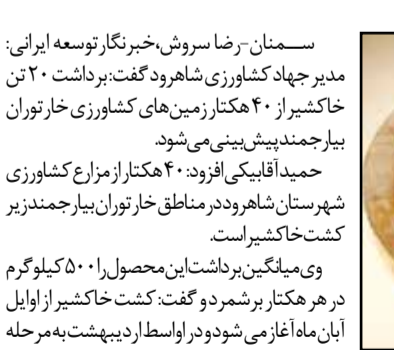 ســمنان-رضا سروش،خبرنگار توسعه ایرانی:
مدیر جهاد کشاورزی شاهرود گفت: برداشت ۲۰ تن
خاکشیر از ۴۰ هکتار زمین‌های کشاورزی خارتوران
بیارجمند پیش‌بینی می‌شود.
حمید آقابیکی افزود: ۴۰ هکتار از مزارع کشاورزی
شهرستان شاهرود در مناطق خارتوران بیارجمند زیر
کشت خاکشیر است.
وی میانگین برداشت این محصول را ۵۰۰ کیلوگرم
در هر هکتار برشمرد و گفت: کشت خاکشیر از اوایل
آبان ماه آغاز می شود و در اواسط اردیبهشت به مرحله